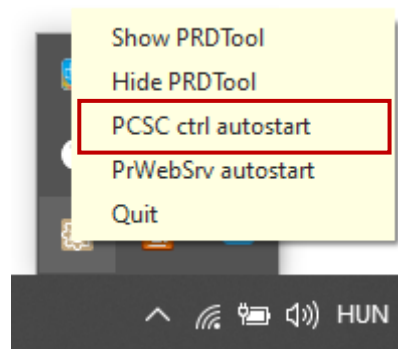 Show PRDTool
Hide PRDTool
PCSC ctrl autostart
PrWebSrv autostart
Quit
HUN